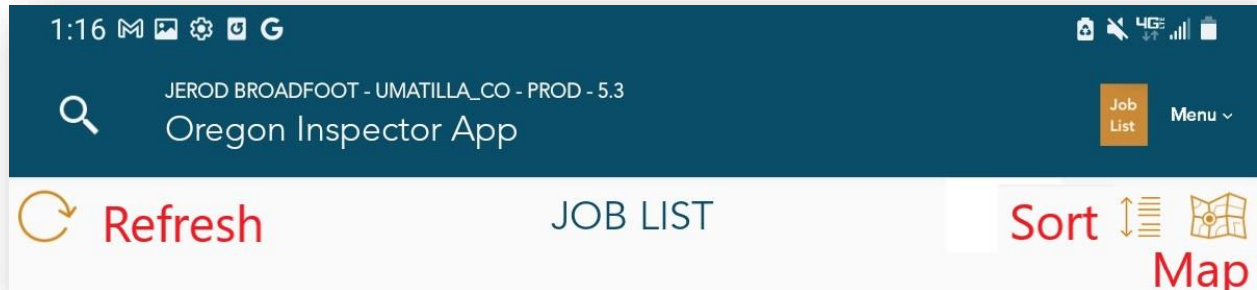 1:16
4GE
JEROD BROADFOOT - UMATILLA_CO - PROD - 5.3
Oregon Inspector App
Job
List
Menu
Refresh
JOB LIST
Sort
Map